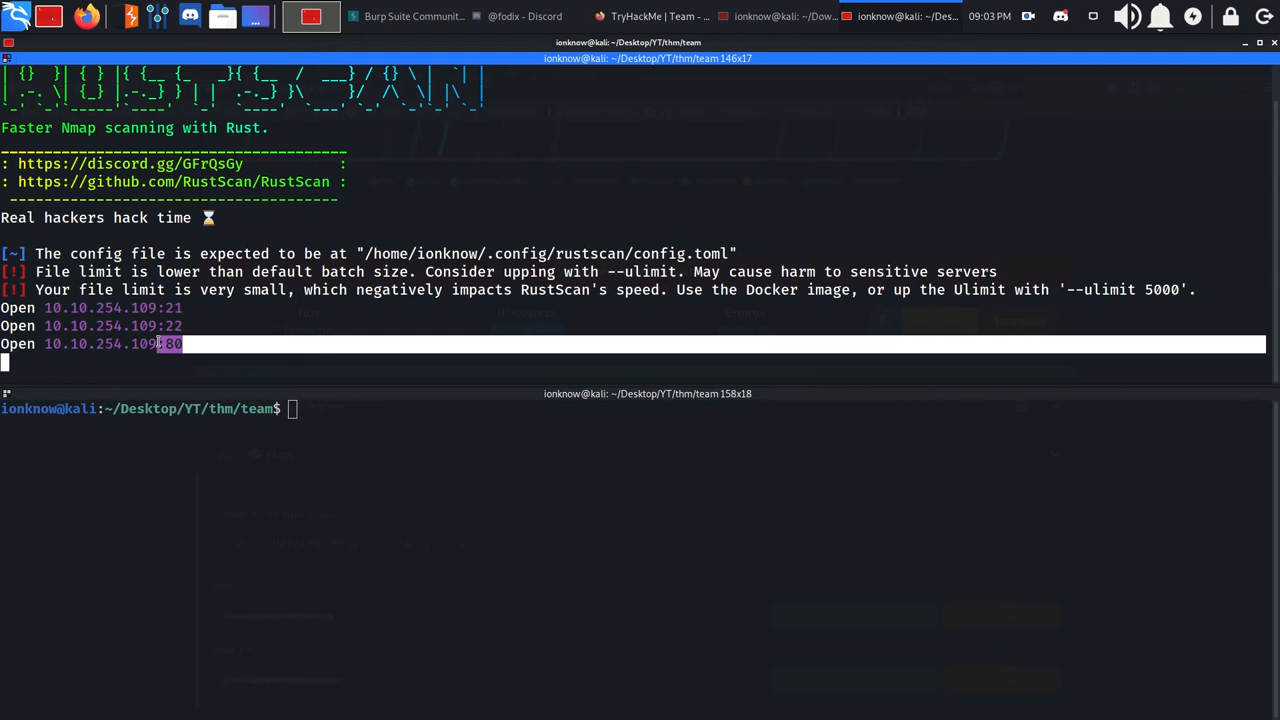 Burp Suite Communit...
@fodix - Discord
TryHackMe | Team - ...
ionknow@kali: ~/Dow...
ionknow@kali: ~/Des...
09:03 PM
ionknow@kali: ~/Desktop/YT/thm/team
ionknow@kali: ~/Desktop/YT/thm/team 146x17
| {}  }| { } |{ {__ {_   _}{ {__  /  ___} / {} \ |  `| |
| .-. \| {_} |.-._} } | |  .-._} }\     }/  /\  \| |\  |
`-' `-'`-----'`----'  `-'  `----'  `---' `-'  `-'`-' `-'
Faster Nmap scanning with Rust.
________________________________________
: https://discord.gg/GFrQsGy           :
: https://github.com/RustScan/RustScan :
 --------------------------------------
Real hackers hack time ⌛
[~] The config file is expected to be at "/home/ionknow/.config/rustscan/config.toml"
[!] File limit is lower than default batch size. Consider upping with --ulimit. May cause harm to sensitive servers
[!] Your file limit is very small, which negatively impacts RustScan's speed. Use the Docker image, or up the Ulimit with '--ulimit 5000'.
Open 10.10.254.109:21
Open 10.10.254.109:22
Open 10.10.254.109:80
ionknow@kali: ~/Desktop/YT/thm/team 158x18
ionknow@kali:~/Desktop/YT/thm/team$